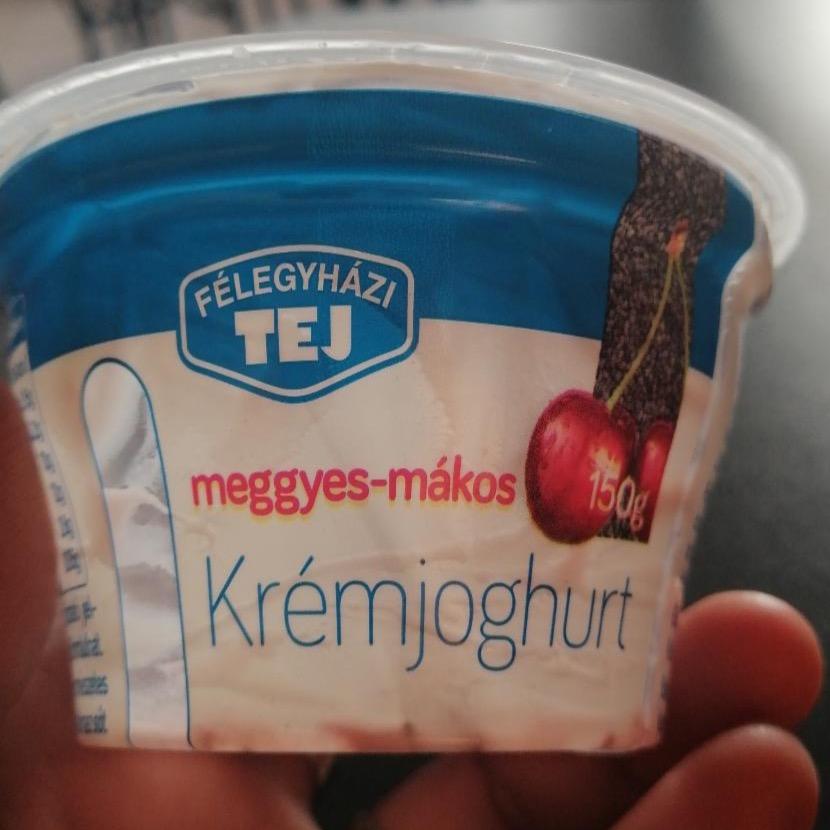 FÉLEGYHÁZI
TEJ
meggyes-mákos
150g
Krémjoghurt